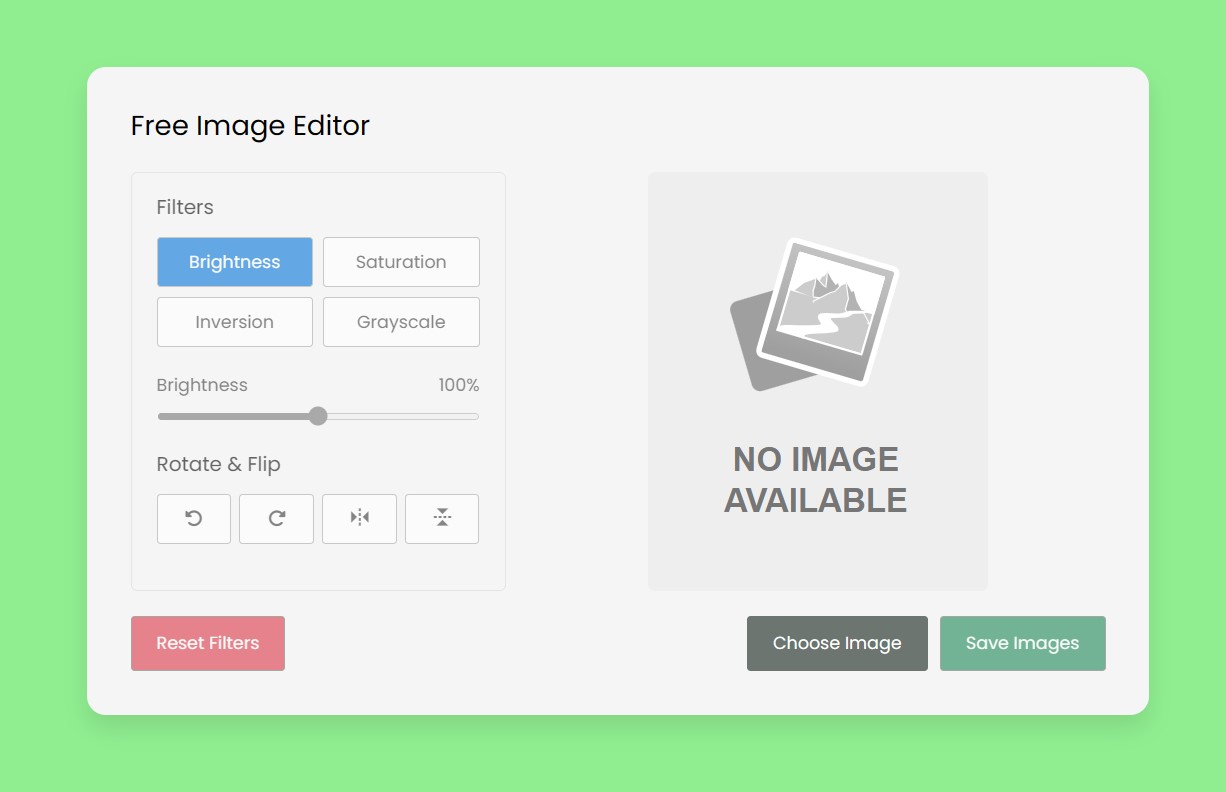 Free Image Editor
Filters
Brightness
Saturation
Inversion
Grayscale
Brightness
100%
Rotate & Flip
NO IMAGE
AVAILABLE
Reset Filters
Choose Image
Save Images